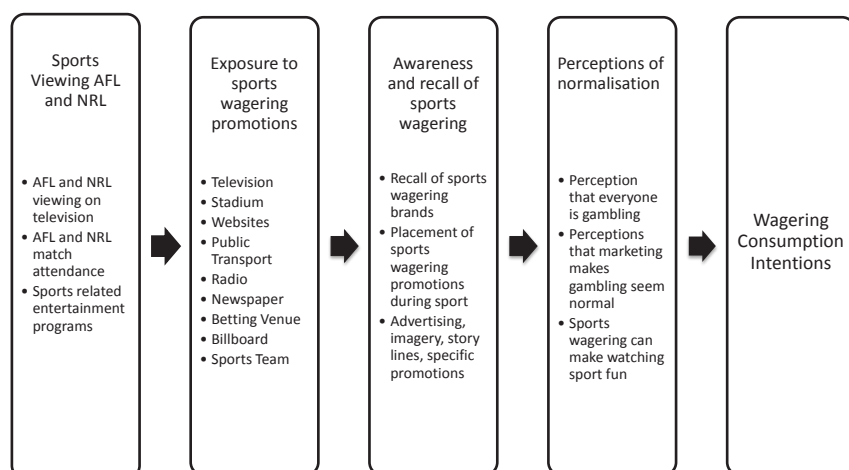 Sports
Viewing AFL
and NRL
• AFL and NRL
viewing on
television
• AFL and NRL
match
attendance
• Sports related
entertainment
programs
Exposure to
sports
wagering
promotions
• Television
• Stadium
• Websites
• Public
Transport
• Radio
• Newspaper
• Betting Venue
• Billboard
• Sports Team
Awareness and
recall of
sports
wagering
• Recall of sports
wagering
brands
• Placement of
sports
wagering
promotions
during sport
• Advertising,
imagery, story
lines, specific
promotions
Perceptions of
normalisation
• Perception
that everyone
is gambling
• Perceptions
that marketing
makes
gambling seem
normal
• Sports
wagering can
make watching
sport fun
Wagering
Consumption
Intentions